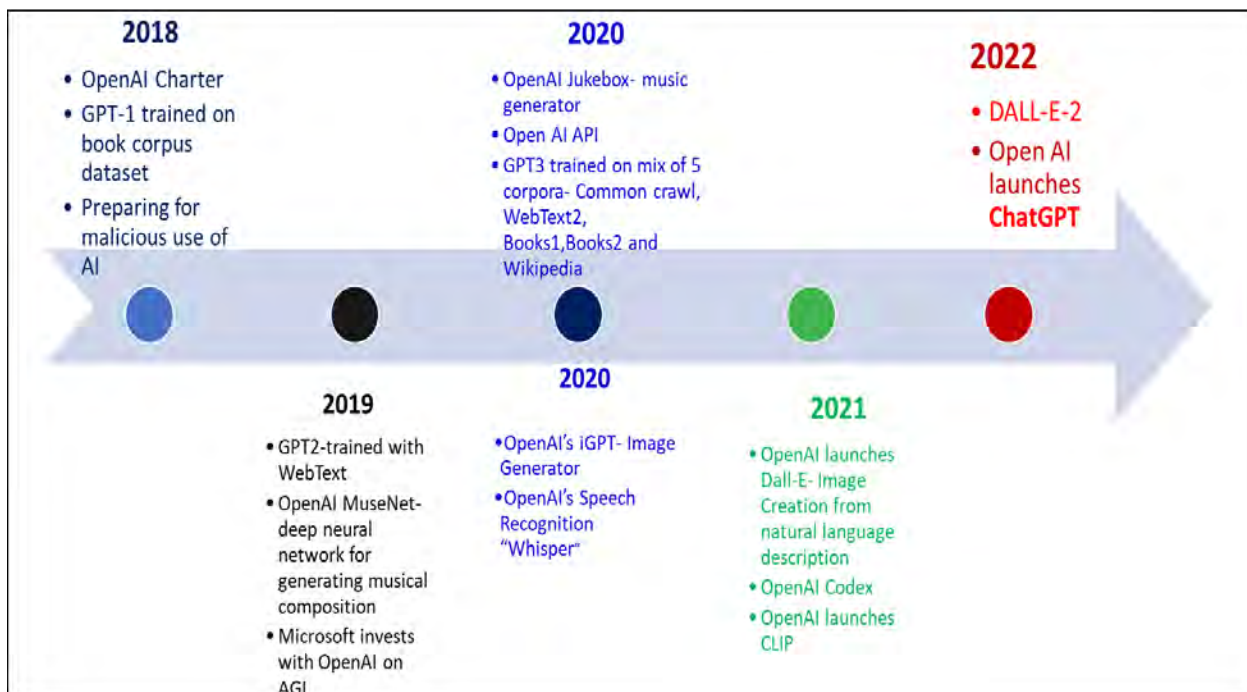 2018
• OpenAI Charter
• GPT-1 trained on
book corpus
dataset
• Preparing for
malicious use of
AI
2020
•OpenAI Jukebox- music
generator
•Open AI API
•GPT3 trained on mix of 5
corpora- Common crawl,
WebText2,
Books1,Books2 and
Wikipedia
2022
• DALL-E-2
• Open AI
launches
ChatGPT
2019
•GPT2-trained with
WebText
•OpenAI MuseNet-
deep neural
network for
generating musical
composition
•Microsoft invests
with OpenAI on
AGI
2020
•OpenAI's iGPT- Image
Generator
•OpenAI's Speech
Recognition
“Whisper"
2021
•OpenAI launches
Dall-E- Image
Creation from
natural language
description
•OpenAI Codex
•OpenAI launches
CLIP